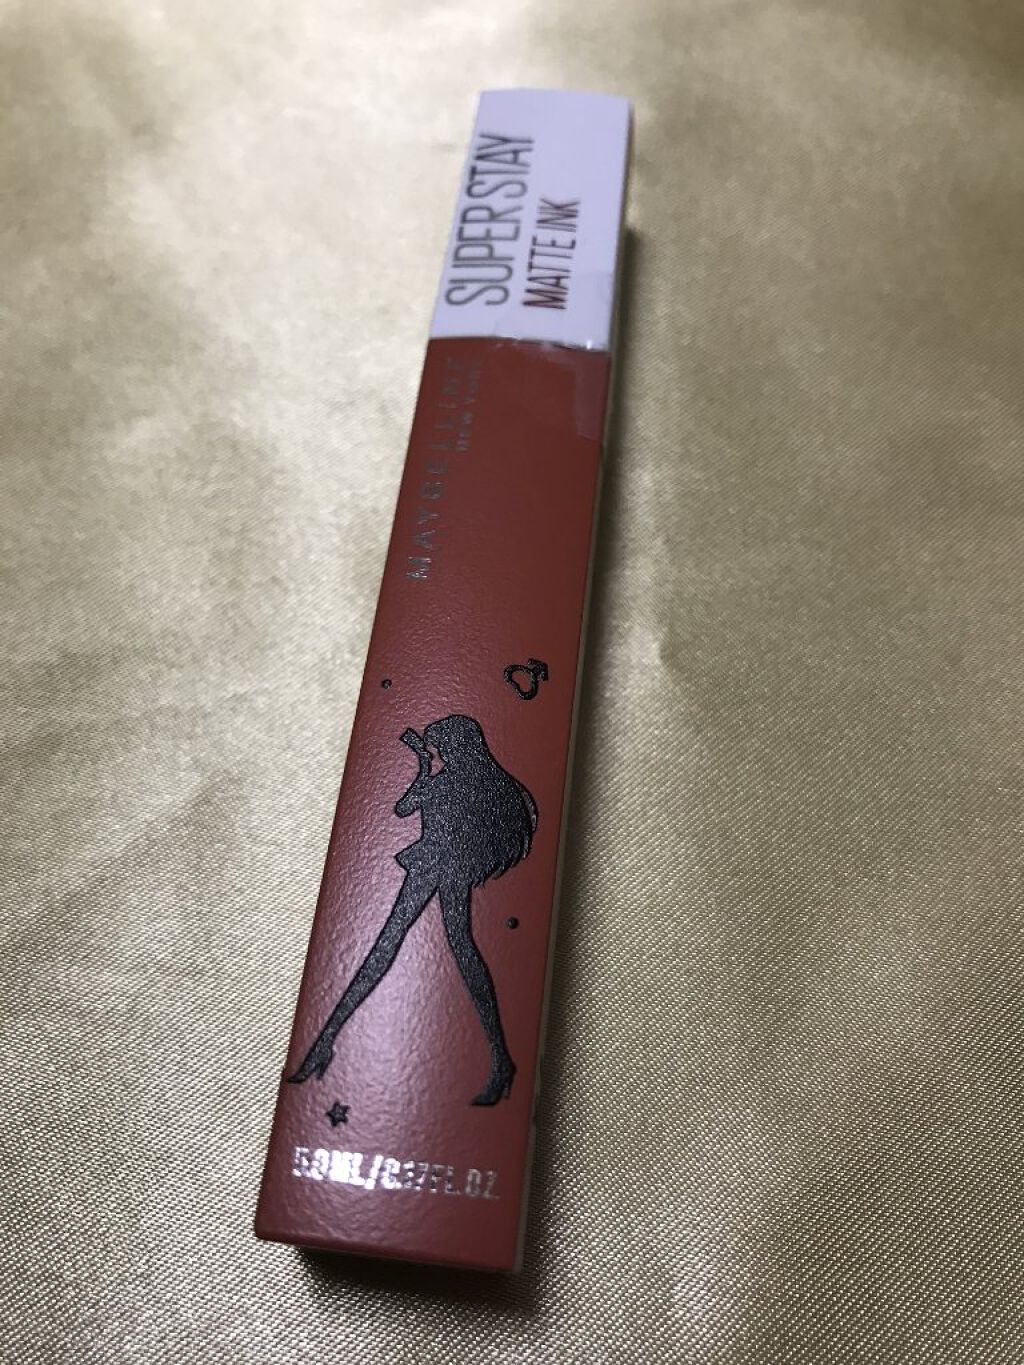 SUPER STAY
MATTE INK
MAYBELLINE
NEW YORK
5.0ML/0.17FL.OZ.